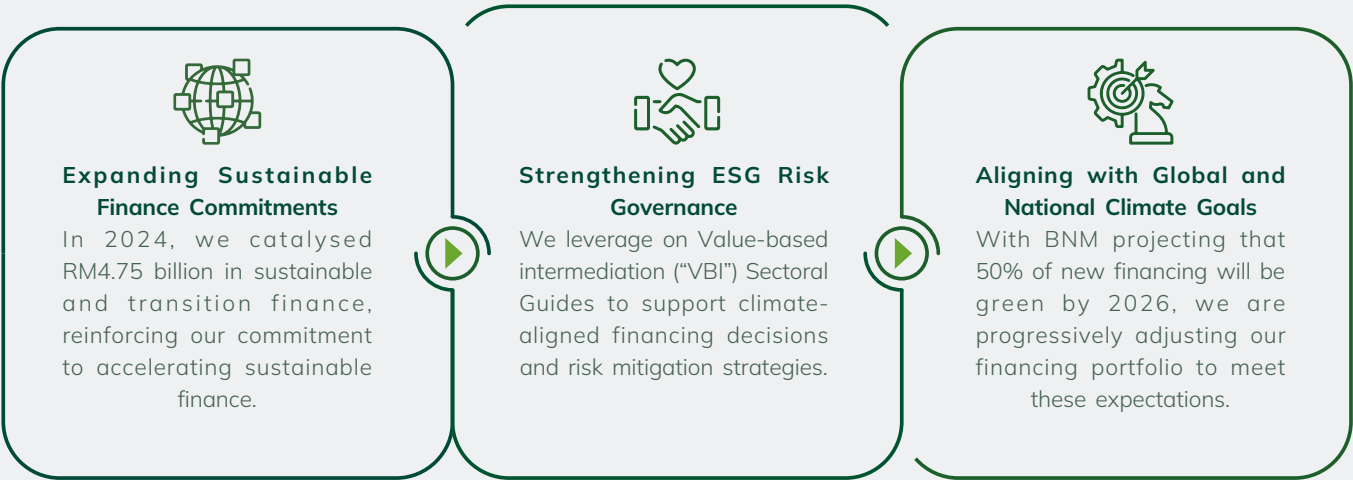 Expanding Sustainable
Finance Commitments
In 2024, we catalysed
RM4.75 billion in sustainable
and transition finance,
reinforcing our commitment
to accelerating sustainable
finance.
Strengthening ESG Risk
Governance
We leverage on Value-based
intermediation (“VBI”) Sectoral
Guides to support climate-
aligned financing decisions
and risk mitigation strategies.
Aligning with Global and
National Climate Goals
With BNM projecting that
50% of new financing will be
green by 2026, we are
progressively adjusting our
financing portfolio to meet
these expectations.